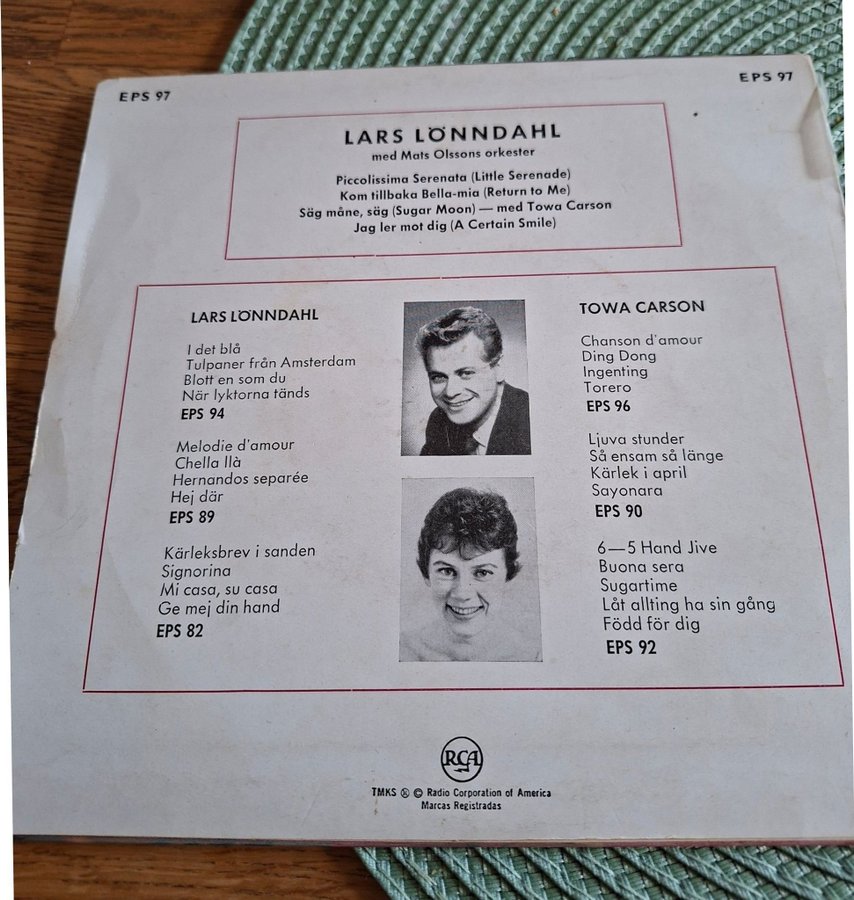 EPS 97
EPS 97
LARS LÖNNDAHL
med Mats Olssons orkester
Piccolissima Serenata (Little Serenade)
Kom tillbaka Bella-mia (Return to Me)
Säg måne, säg (Sugar Moon) — med Towa Carson
Jag ler mot dig (A Certain Smile)
LARS LÖNNDAHL
I det blå
Tulpaner från Amsterdam
Blott en som du
När lyktorna tänds
EPS 94
Melodie d'amour
Chella llà
Hernandos separée
Hej där
EPS 89
Kärleksbrev i sanden
Signorina
Mi casa, su casa
Ge mej din hand
EPS 82
TOWA CARSON
Chanson d'amour
Ding Dong
Ingenting
Torero
EPS 96
Ljuva stunder
Så ensam så länge
Kärlek i april
Sayonara
EPS 90
6—5 Hand Jive
Buona sera
Sugartime
Låt allting ha sin gång
Född för dig
EPS 92
RCA
TMKS ® © Radio Corporation of America
Marcas Registradas